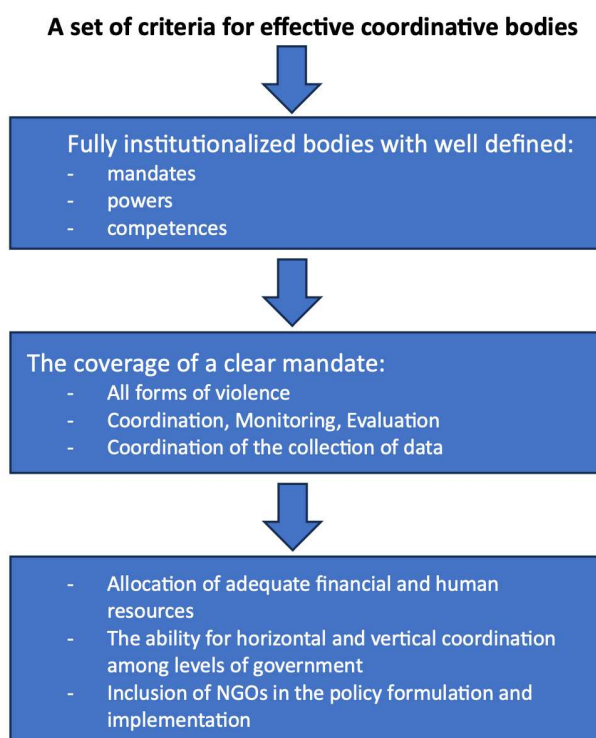 A set of criteria for effective coordinative bodies
Fully institutionalized bodies with well defined:
- mandates
- powers
- competences
The coverage of a clear mandate:
- All forms of violence
- Coordination, Monitoring, Evaluation
- Coordination of the collection of data
- Allocation of adequate financial and human
resources
- The ability for horizontal and vertical coordination
among levels of government
- Inclusion of NGOs in the policy formulation and
implementation